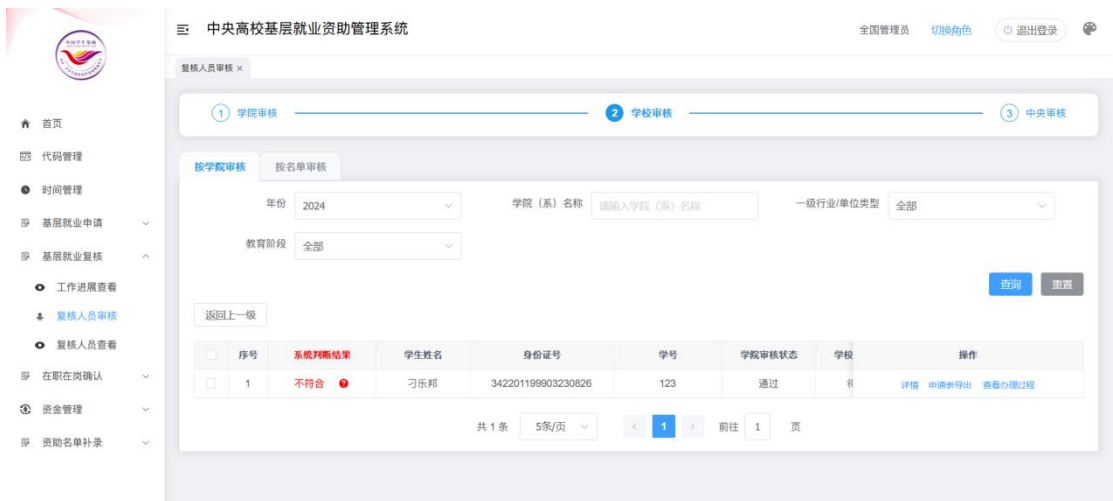 中央高校基层就业资助管理系统
全国管理员 切换角色 退出登录
复核人员审核 ×
首页
代码管理
时间管理
基层就业申请
基层就业复核
工作进展查看
复核人员审核
复核人员查看
在职在岗确认
资金管理
资助名单补录
1 学院审核 2 学校审核 3 中央审核
按学院审核 按名单审核
年份 2024 学院（系）名称 请输入学院（系）名称 一级行业/单位类型 全部
教育阶段 全部
查询 重置
返回上一级
序号 系统判断结果 学生姓名 身份证号 学号 学院审核状态 学校 操作
1 不符合 ? 刁乐邦 342201199903230826 123 通过 详情 申请表导出 查看办理过程
共 1 条 5条/页 1 前往 1 页